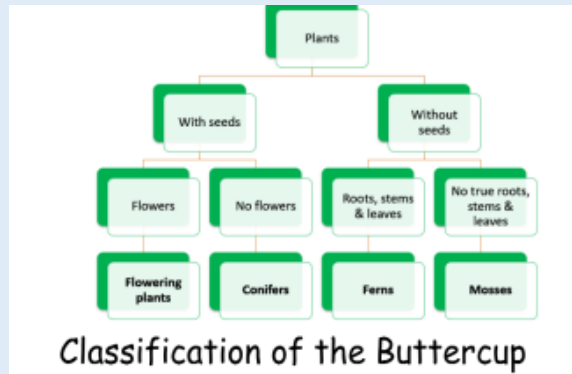 Plants
With seeds
Without
seeds
Flowers
No flowers
Roots, stems
& leaves
No true roots,
stems &
leaves
Flowering
plants
Conifers
Ferns
Mosses
Classification of the Buttercup